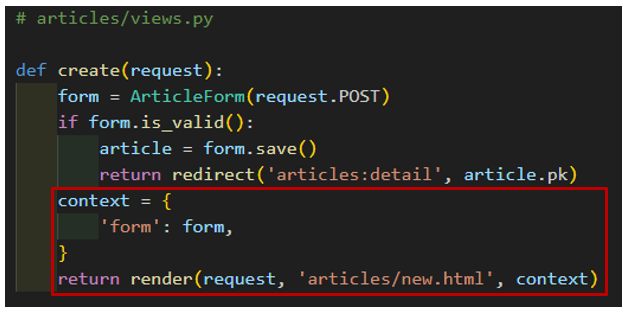 # articles/views.py
def create(request):
    form = ArticleForm(request.POST)
    if form.is_valid():
        article = form.save()
        return redirect('articles:detail', article.pk)
    context = {
        'form': form,
    }
    return render(request, 'articles/new.html', context)